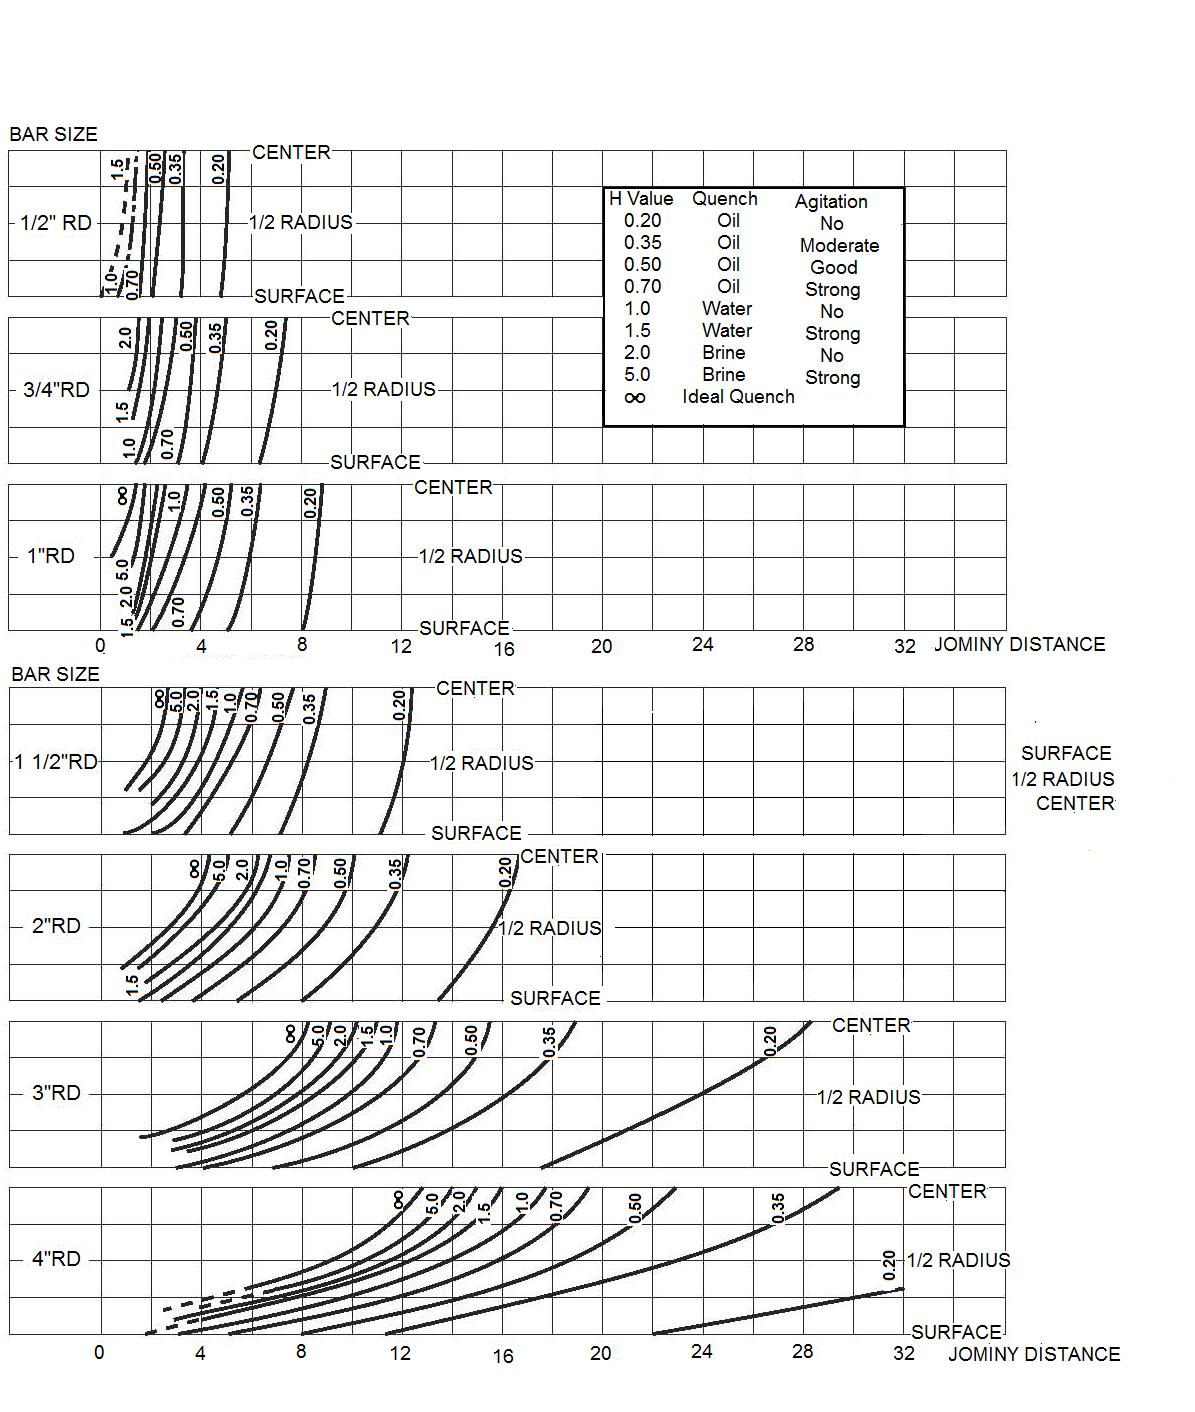 BAR SIZE
1.5 0.50 0.35 0.20 CENTER
1/2" RD 1/2 RADIUS
1.0 0.70 SURFACE
H Value Quench Agitation
0.20 Oil No
0.35 Oil Moderate
0.50 Oil Good
0.70 Oil Strong
1.0 Water No
1.5 Water Strong
2.0 Brine No
5.0 Brine Strong
∞ Ideal Quench
2.0 0.50 0.35 0.20 CENTER
3/4"RD 1/2 RADIUS
1.5
1.0 0.70 SURFACE
∞ 1.0 0.50 0.35 0.20 CENTER
1"RD 1/2 RADIUS
5.0
2.0
1.5 0.70 SURFACE
0 4 8 12 16 20 24 28 32 JOMINY DISTANCE
BAR SIZE
∞ 5.0 2.0 1.5 1.0 0.70 0.50 0.35 0.20 CENTER
1 1/2"RD 1/2 RADIUS
SURFACE
SURFACE
1/2 RADIUS
CENTER
∞ 5.0 2.0 1.0 0.70 0.50 0.35 0.20 CENTER
2"RD 1/2 RADIUS
1.5 SURFACE
∞ 5.0 2.0 1.5 1.0 0.70 0.50 0.35 0.20 CENTER
3"RD 1/2 RADIUS
SURFACE
∞ 5.0 2.0 1.5 1.0 0.70 0.50 0.35 CENTER
4"RD 0.20 1/2 RADIUS
SURFACE
0 4 8 12 16 20 24 28 32 JOMINY DISTANCE